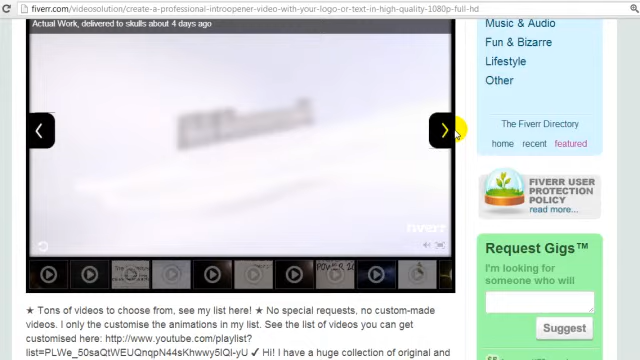 fiverr.com/videosolution/create-a-professional-introopener-video-with-your-logo-or-text-in-high-quality-1080p-full-hd
Actual Work, delivered to skulls about 4 days ago
fiverr
★ Tons of videos to choose from, see my list here! ★ No special requests, no custom-made
videos. I only the customise the animations in my list. See the list of videos you can get
customised here: http://www.youtube.com/playlist?
list=PLWe_50saQtWEUQnqpN44sKhwwy5lQl-yU ✓ Hi! I have a huge collection of original and
Music & Audio
Fun & Bizarre
Lifestyle
Other
The Fiverr Directory
home recent featured
FIVERR USER
PROTECTION
POLICY
read more...
Request Gigs™
I'm looking for
someone who will
Suggest